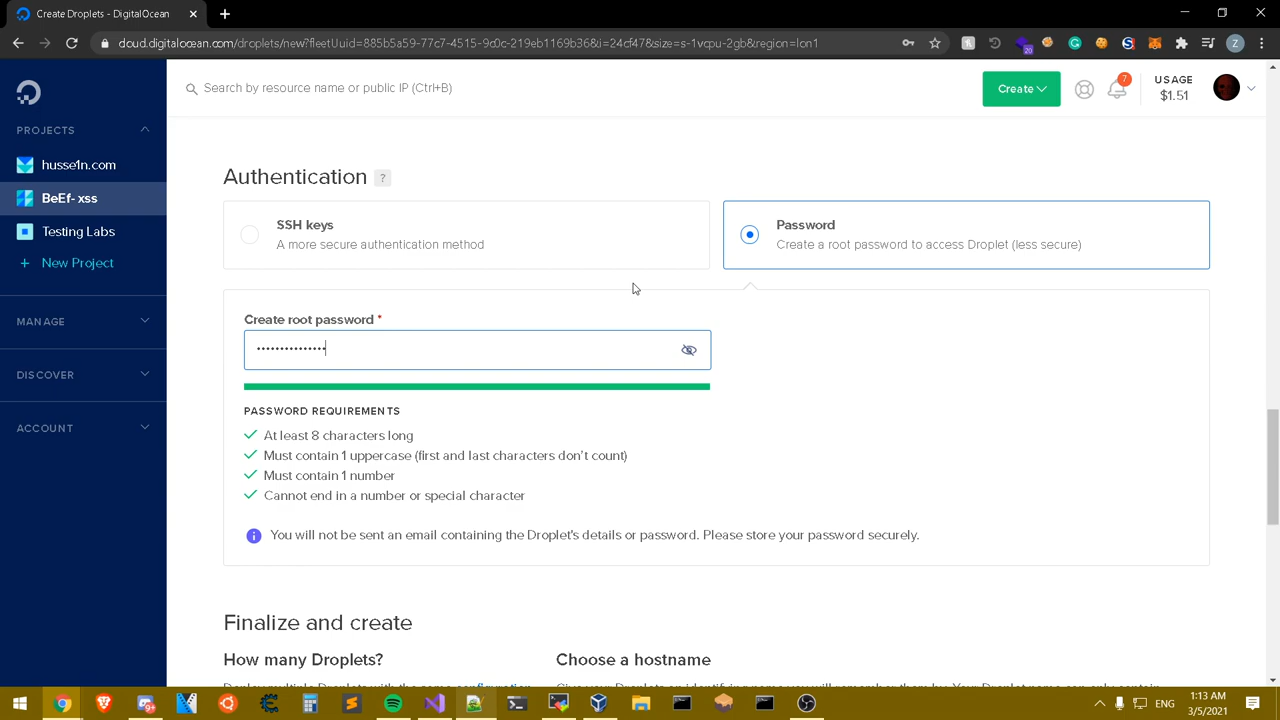 Create Droplets - DigitalOcean
cloud.digitalocean.com/droplets/new?fleetUuid=885b5a59-77c7-4515-9c0c-219eb1169b36&i=24cf47&size=s-1vcpu-2gb&region=lon1
20
Z
Search by resource name or public IP (Ctrl+B)
Create
7
USAGE
$1.51
PROJECTS
husse1n.com
BeEf- xss
Testing Labs
+ New Project
MANAGE
DISCOVER
ACCOUNT
Authentication ?
SSH keys
A more secure authentication method
Password
Create a root password to access Droplet (less secure)
Create root password *
•••••••••••••••
PASSWORD REQUIREMENTS
At least 8 characters long
Must contain 1 uppercase (first and last characters don't count)
Must contain 1 number
Cannot end in a number or special character
You will not be sent an email containing the Droplet's details or password. Please store your password securely.
Finalize and create
How many Droplets?
Choose a hostname
ENG
1:13 AM
3/5/2021